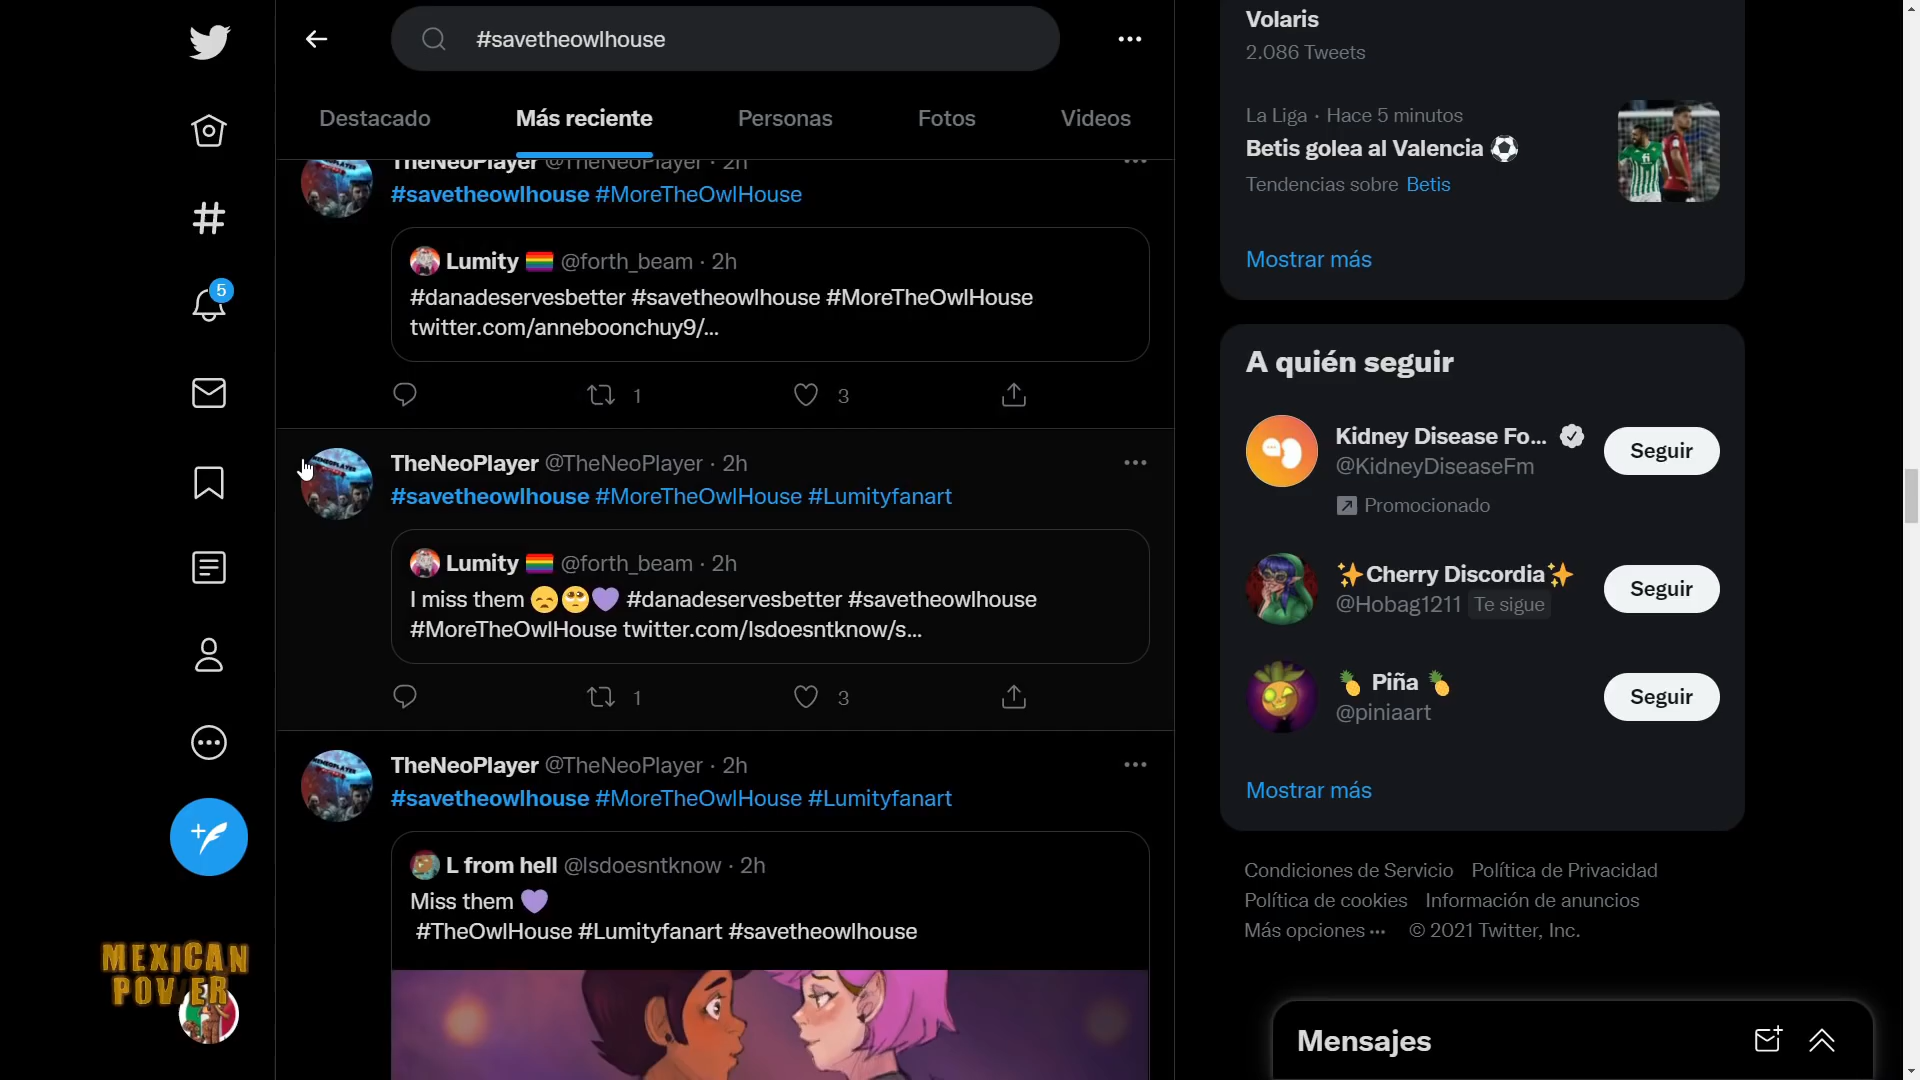 #savetheowlhouse
Destacado
Más reciente
Personas
Fotos
Videos
TheNeoPlayer @TheNeoPlayer · 2h
#savetheowlhouse #MoreTheOwlHouse
Lumity 🏳️‍🌈 @forth_beam · 2h
#danadeservesbetter #savetheowlhouse #MoreTheOwlHouse
twitter.com/anneboonchuy9/...
1
3
TheNeoPlayer @TheNeoPlayer · 2h
#savetheowlhouse #MoreTheOwlHouse #Lumityfanart
Lumity 🏳️‍🌈 @forth_beam · 2h
I miss them 😞🥺💜 #danadeservesbetter #savetheowlhouse
#MoreTheOwlHouse twitter.com/lsdoesntknow/s...
1
3
TheNeoPlayer @TheNeoPlayer · 2h
#savetheowlhouse #MoreTheOwlHouse #Lumityfanart
L from hell @lsdoesntknow · 2h
Miss them 💜
#TheOwlHouse #Lumityfanart #savetheowlhouse
5
MEXICAN
POWER
Volaris
2.086 Tweets
La Liga · Hace 5 minutos
Betis golea al Valencia ⚽
Tendencias sobre Betis
Mostrar más
A quién seguir
Kidney Disease Fo...
@KidneyDiseaseFm
Promocionado
Seguir
✨Cherry Discordia✨
@Hobag1211 Te sigue
Seguir
🍍 Piña 🍍
@piniaart
Seguir
Mostrar más
Condiciones de Servicio Política de Privacidad
Política de cookies Información de anuncios
Más opciones ··· © 2021 Twitter, Inc.
Mensajes